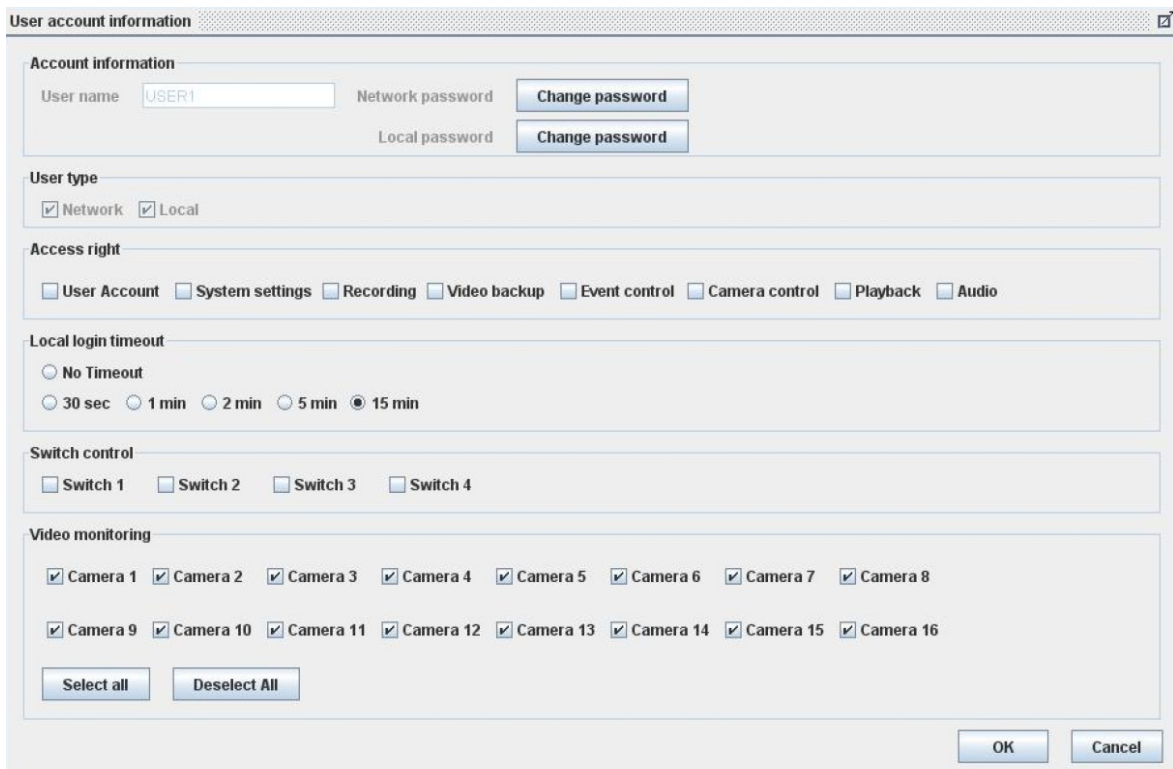 User account information
Account information
User name USER1 Network password Change password
Local password Change password
User type
Network Local
Access right
User Account System settings Recording Video backup Event control Camera control Playback Audio
Local login timeout
No Timeout
30 sec 1 min 2 min 5 min 15 min
Switch control
Switch 1 Switch 2 Switch 3 Switch 4
Video monitoring
Camera 1 Camera 2 Camera 3 Camera 4 Camera 5 Camera 6 Camera 7 Camera 8
Camera 9 Camera 10 Camera 11 Camera 12 Camera 13 Camera 14 Camera 15 Camera 16
Select all Deselect All
OK Cancel